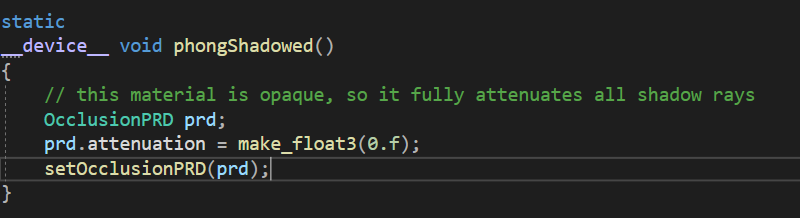 static
__device__ void phongShadowed()
{
    // this material is opaque, so it fully attenuates all shadow rays
    OcclusionPRD prd;
    prd.attenuation = make_float3(0.f);
    setOcclusionPRD(prd);
}